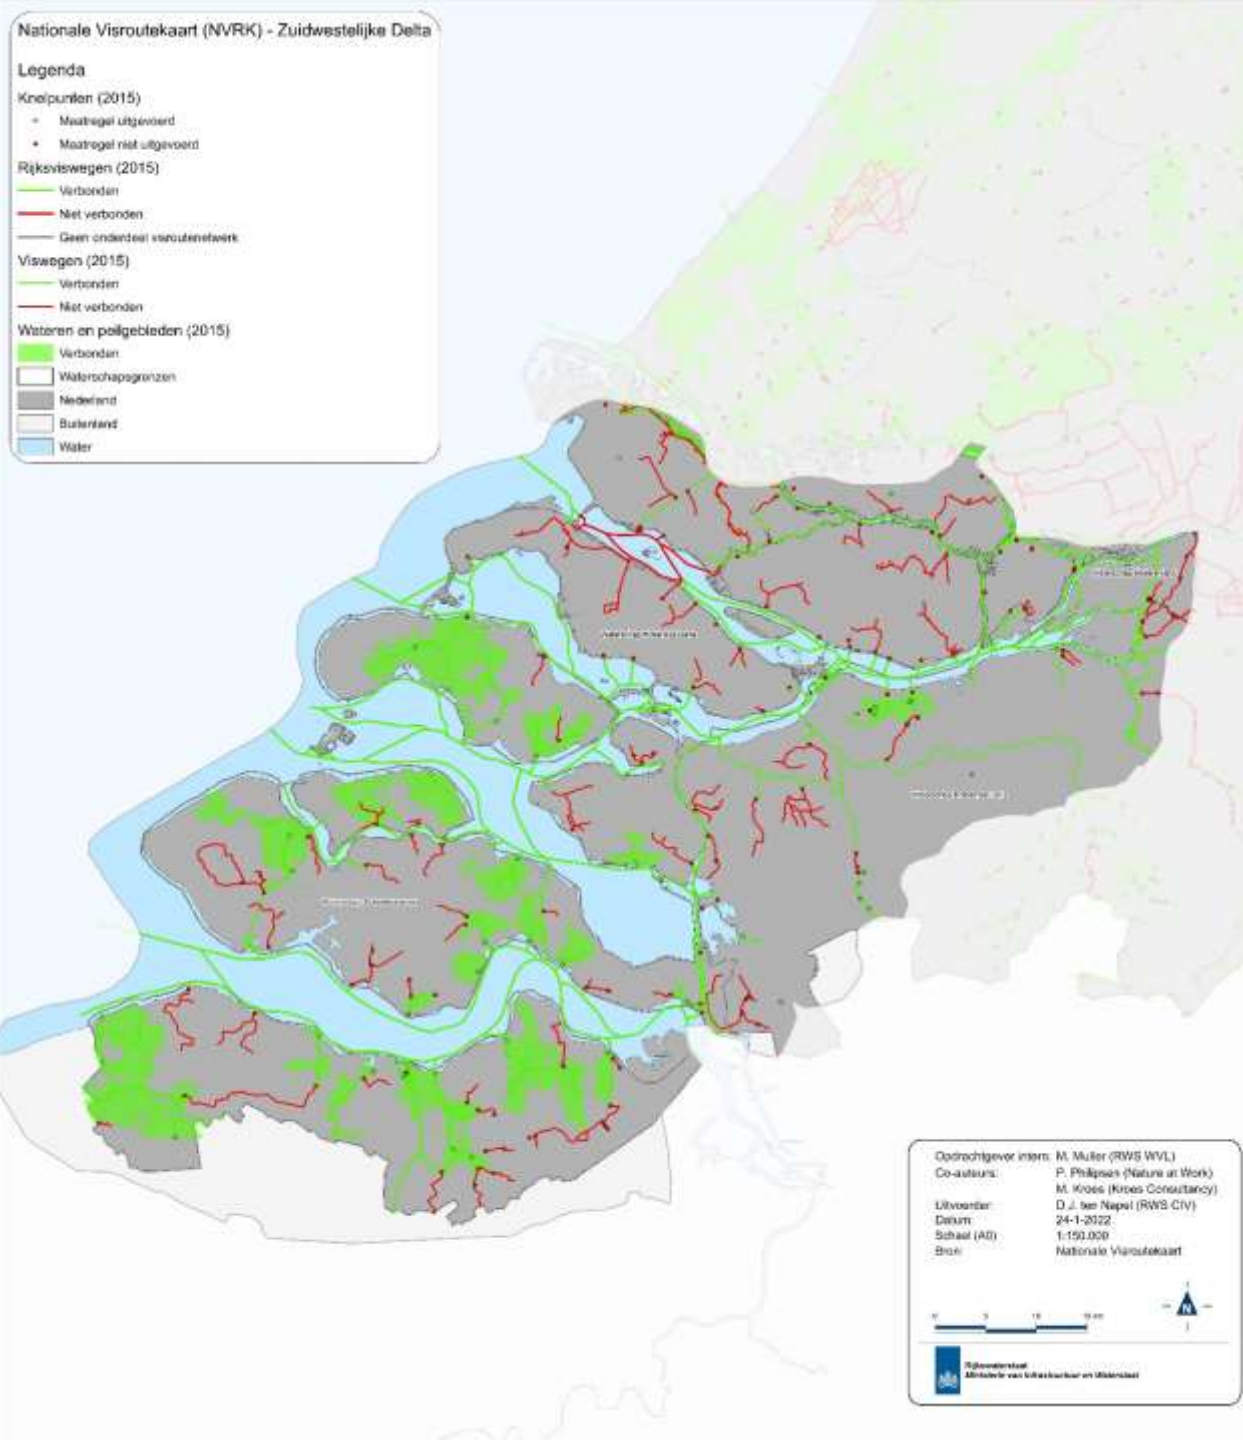 Nationale Visroutekaart (NVRK) - Zuidwestelijke Delta
Legenda
Knelpunten (2015)
Maatregel uitgevoerd
Maatregel niet uitgevoerd
Rijksviswegen (2015)
Verbonden
Niet verbonden
Geen onderdeel visroutenetwerk
Viswegen (2015)
Verbonden
Niet verbonden
Wateren en peilgebieden (2015)
Verbonden
Waterschapsgrenzen
Nederland
Buitenland
Water
Opdrachtgever intern: M. Muller (RWS WVL)
Co-auteurs: P. Philipsen (Nature at Work)
M. Kroes (Kroes Consultancy)
Uitvoerder: D.J. ter Napel (RWS CIV)
Datum: 24-1-2022
Schaal (A0) 1:150.000
Bron: Nationale Visroutekaart
N
Rijkswaterstaat
Ministerie van Infrastructuur en Waterstaat